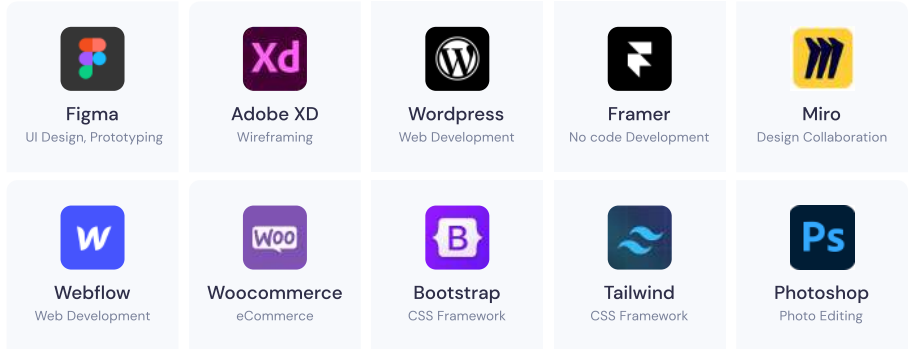 Xd
Figma
UI Design, Prototyping
Adobe XD
Wireframing
W
Wordpress
Web Development
Framer
No code Development
Miro
Design Collaboration
W
Webflow
Web Development
Woo
Woocommerce
eCommerce
B
Bootstrap
CSS Framework
Tailwind
CSS Framework
Ps
Photoshop
Photo Editing